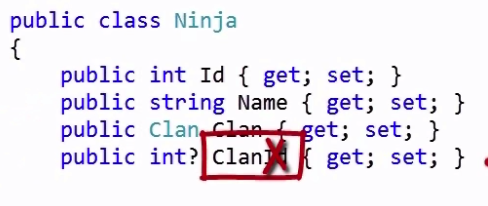 public class Ninja
{
public int Id { get; set; }
public string Name { get; set; }
public Clan Clan { get; set; }
public int? ClanId { get; set; }